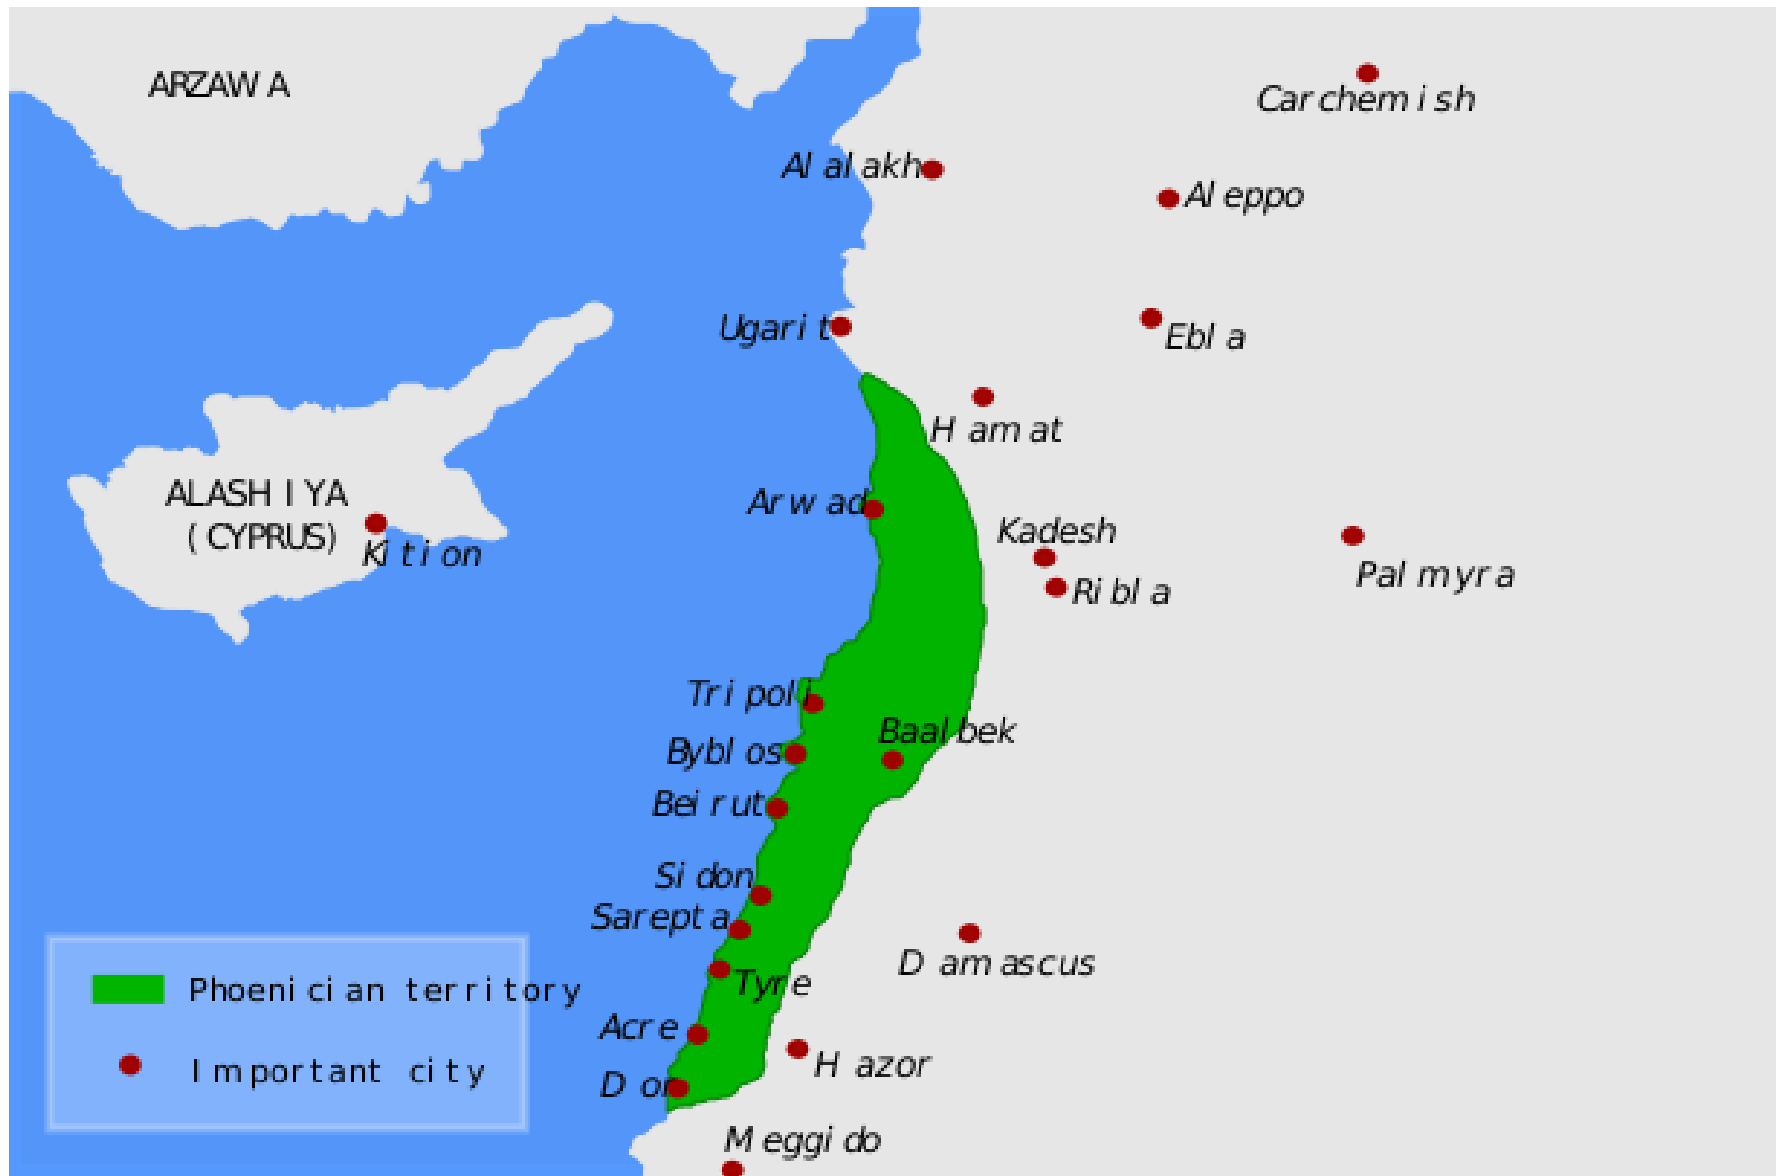 ARZAWA
Carchemish
Alalakh
Aleppo
Ugarit
Ebla
Hamat
ALASHIYA
(CYPRUS)
Arwad
Kadesh
Kition
Palmyra
Ribla
Tripoli
Baalbek
Byblos
Beirut
Sidon
Sarepta
Damascus
Tyre
Phoenician territory
Acre
Hazor
Important city
Dor
Meggido